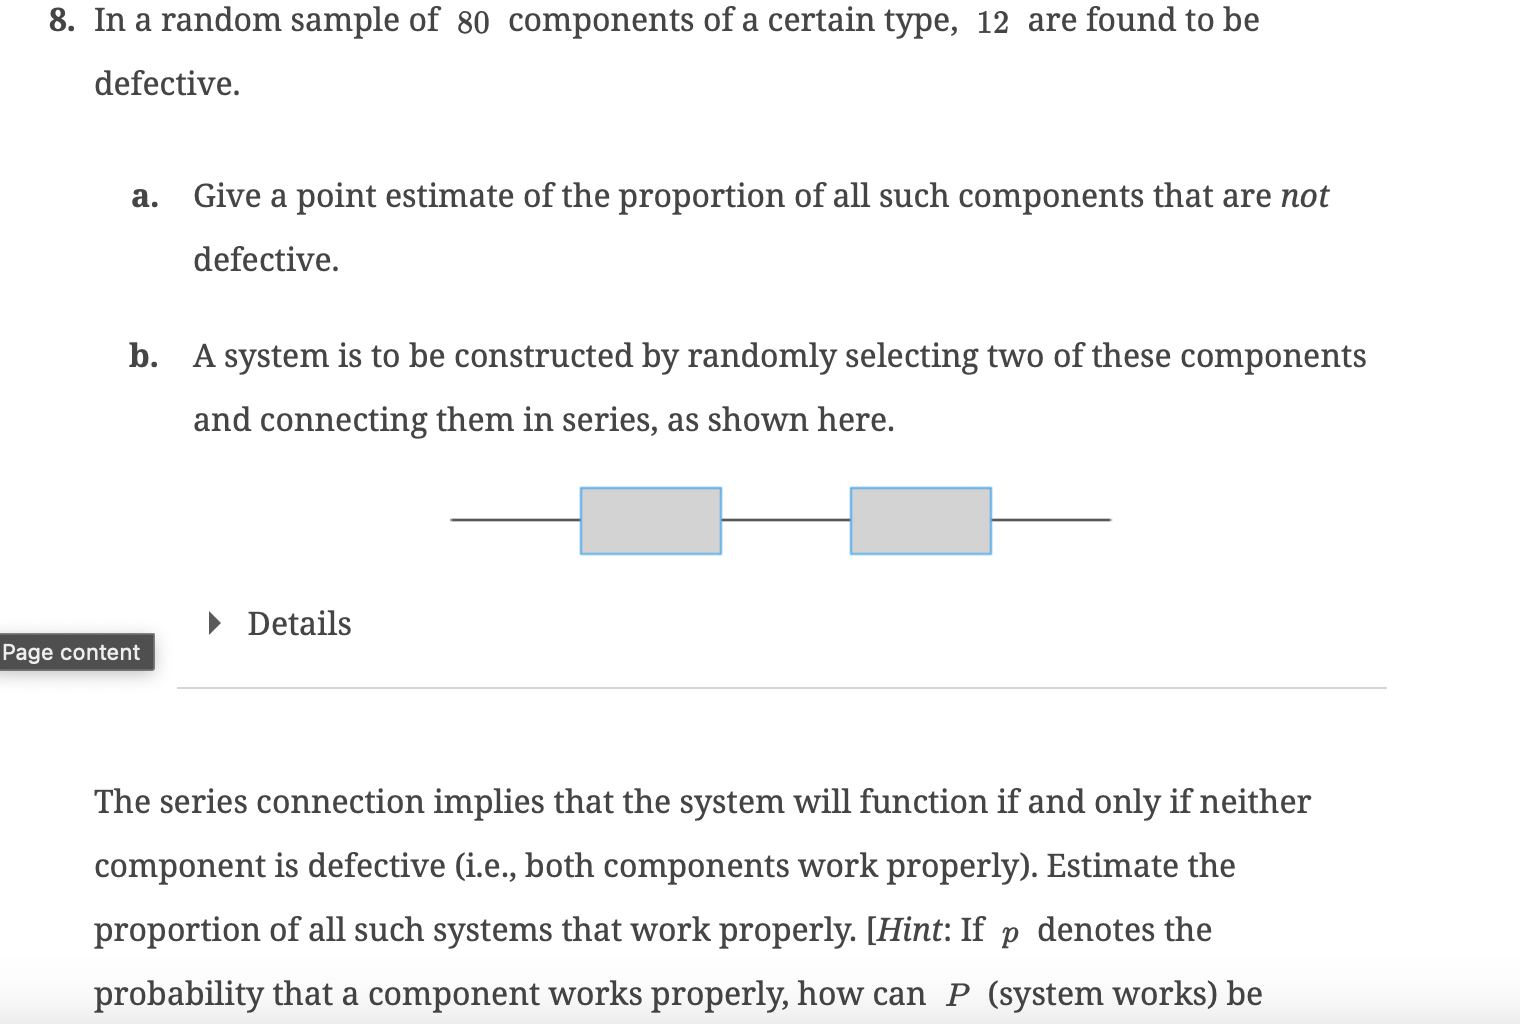 8. In a random sample of 80 components of a certain type, 12 are found to be
defective.
a. Give a point estimate of the proportion of all such components that are not
defective.
b. A system is to be constructed by randomly selecting two of these components
and connecting them in series, as shown here.
Details
Page content
The series connection implies that the system will function if and only if neither
component is defective (i.e., both components work properly). Estimate the
proportion of all such systems that work properly. [Hint: If p denotes the
probability that a component works properly, how can P (system works) be